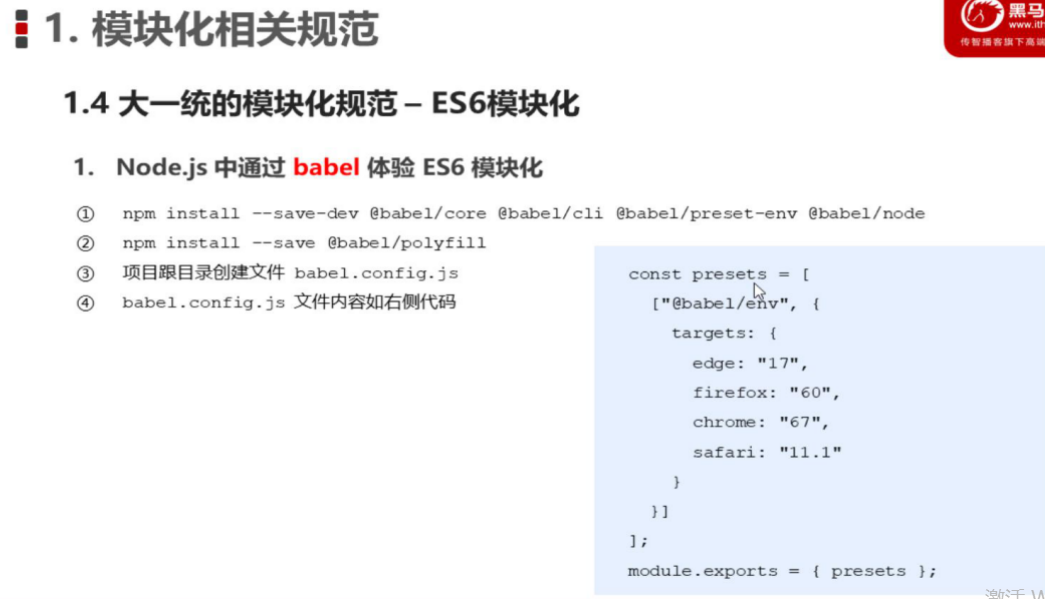 1. 模块化相关规范
黑马
www.ith
传智播客旗下高端
1.4 大一统的模块化规范 – ES6模块化
1. Node.js 中通过 babel 体验 ES6 模块化
① npm install --save-dev @babel/core @babel/cli @babel/preset-env @babel/node
② npm install --save @babel/polyfill
③ 项目跟目录创建文件 babel.config.js
④ babel.config.js 文件内容如右侧代码
const presets = [
["@babel/env", {
targets: {
edge: "17",
firefox: "60",
chrome: "67",
safari: "11.1"
}
}]
];
module.exports = { presets };
激活 W